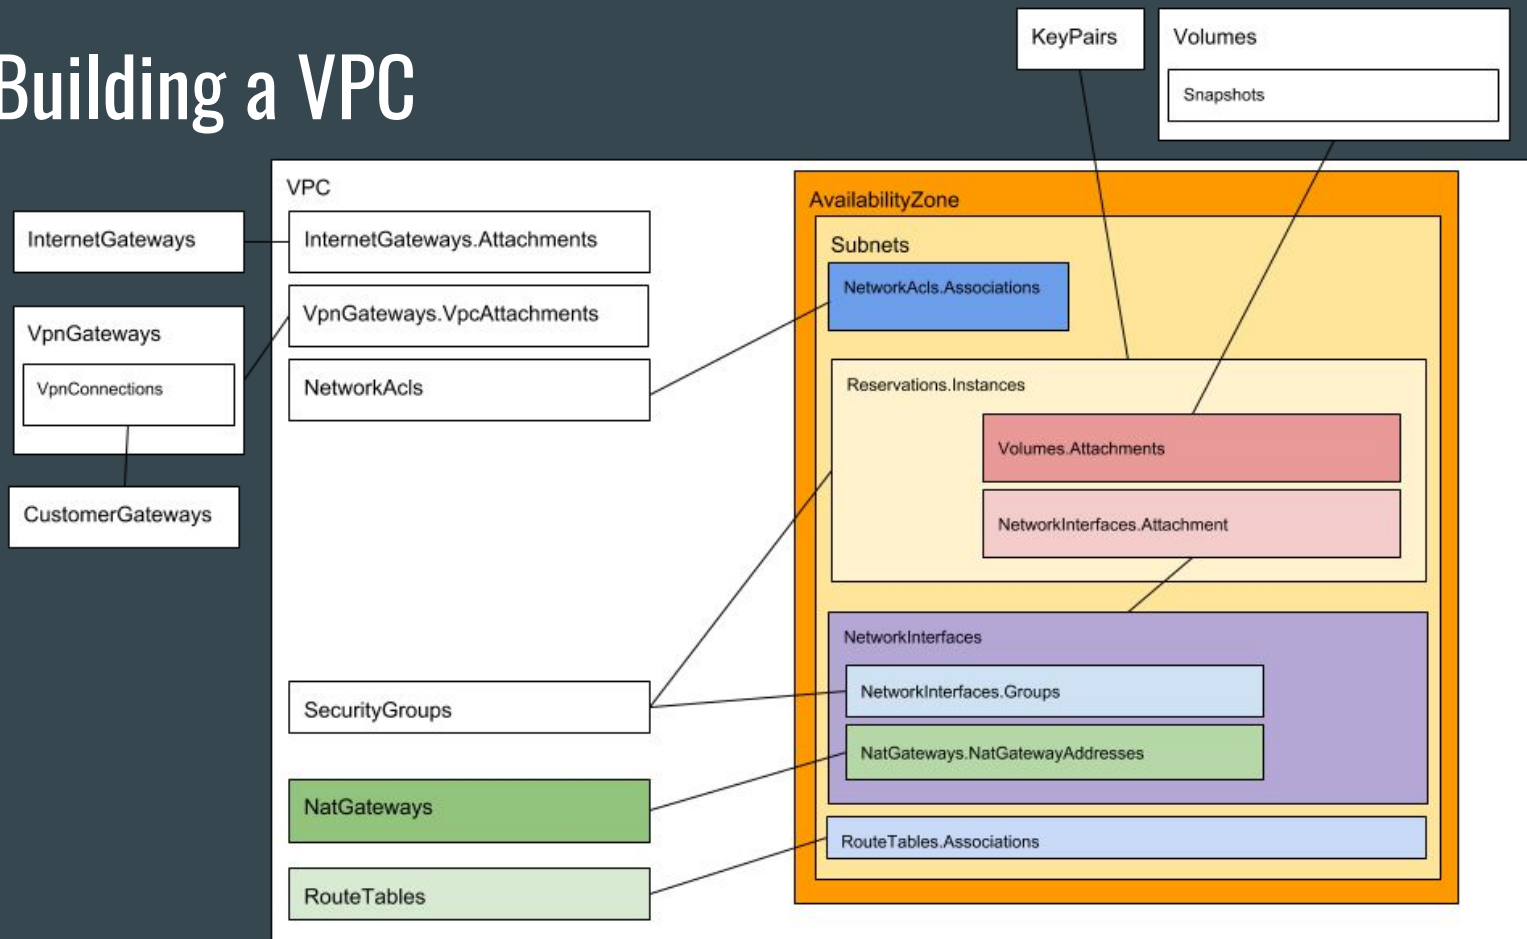 Building a VPC
KeyPairs
Volumes
Snapshots
VPC
InternetGateways
InternetGateways.Attachments
VpnGateways
VpnConnections
VpnGateways.VpcAttachments
NetworkAcls
CustomerGateways
SecurityGroups
NatGateways
RouteTables
AvailabilityZone
Subnets
NetworkAcls.Associations
Reservations.Instances
Volumes.Attachments
NetworkInterfaces.Attachment
NetworkInterfaces
NetworkInterfaces.Groups
NatGateways.NatGatewayAddresses
RouteTables.Associations